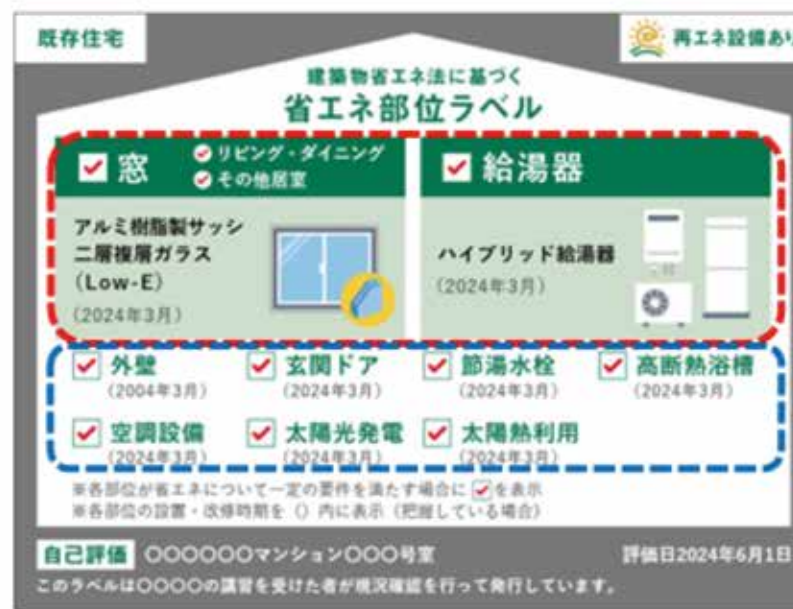 既存住宅
再エネ設備あり
建築物省エネ法に基づく
省エネ部位ラベル
窓
リビング・ダイニング
その他居室
給湯器
アルミ樹脂製サッシ
二層複層ガラス
(Low-E)
(2024年3月)
ハイブリッド給湯器
(2024年3月)
外壁 玄関ドア 節湯水栓 高断熱浴槽
(2004年3月) (2024年3月) (2024年3月) (2024年3月)
空調設備 太陽光発電 太陽熱利用
(2024年3月) (2024年3月) (2024年3月)
※各部位が省エネについて一定の要件を満たす場合に を表示
※各部位の設置・改修時期を()内に表示(把握している場合)
自己評価 〇〇〇〇〇〇マンション〇〇〇号室 評価日2024年6月1日
このラベルは〇〇〇〇の講習を受けた者が現況確認を行って発行しています。